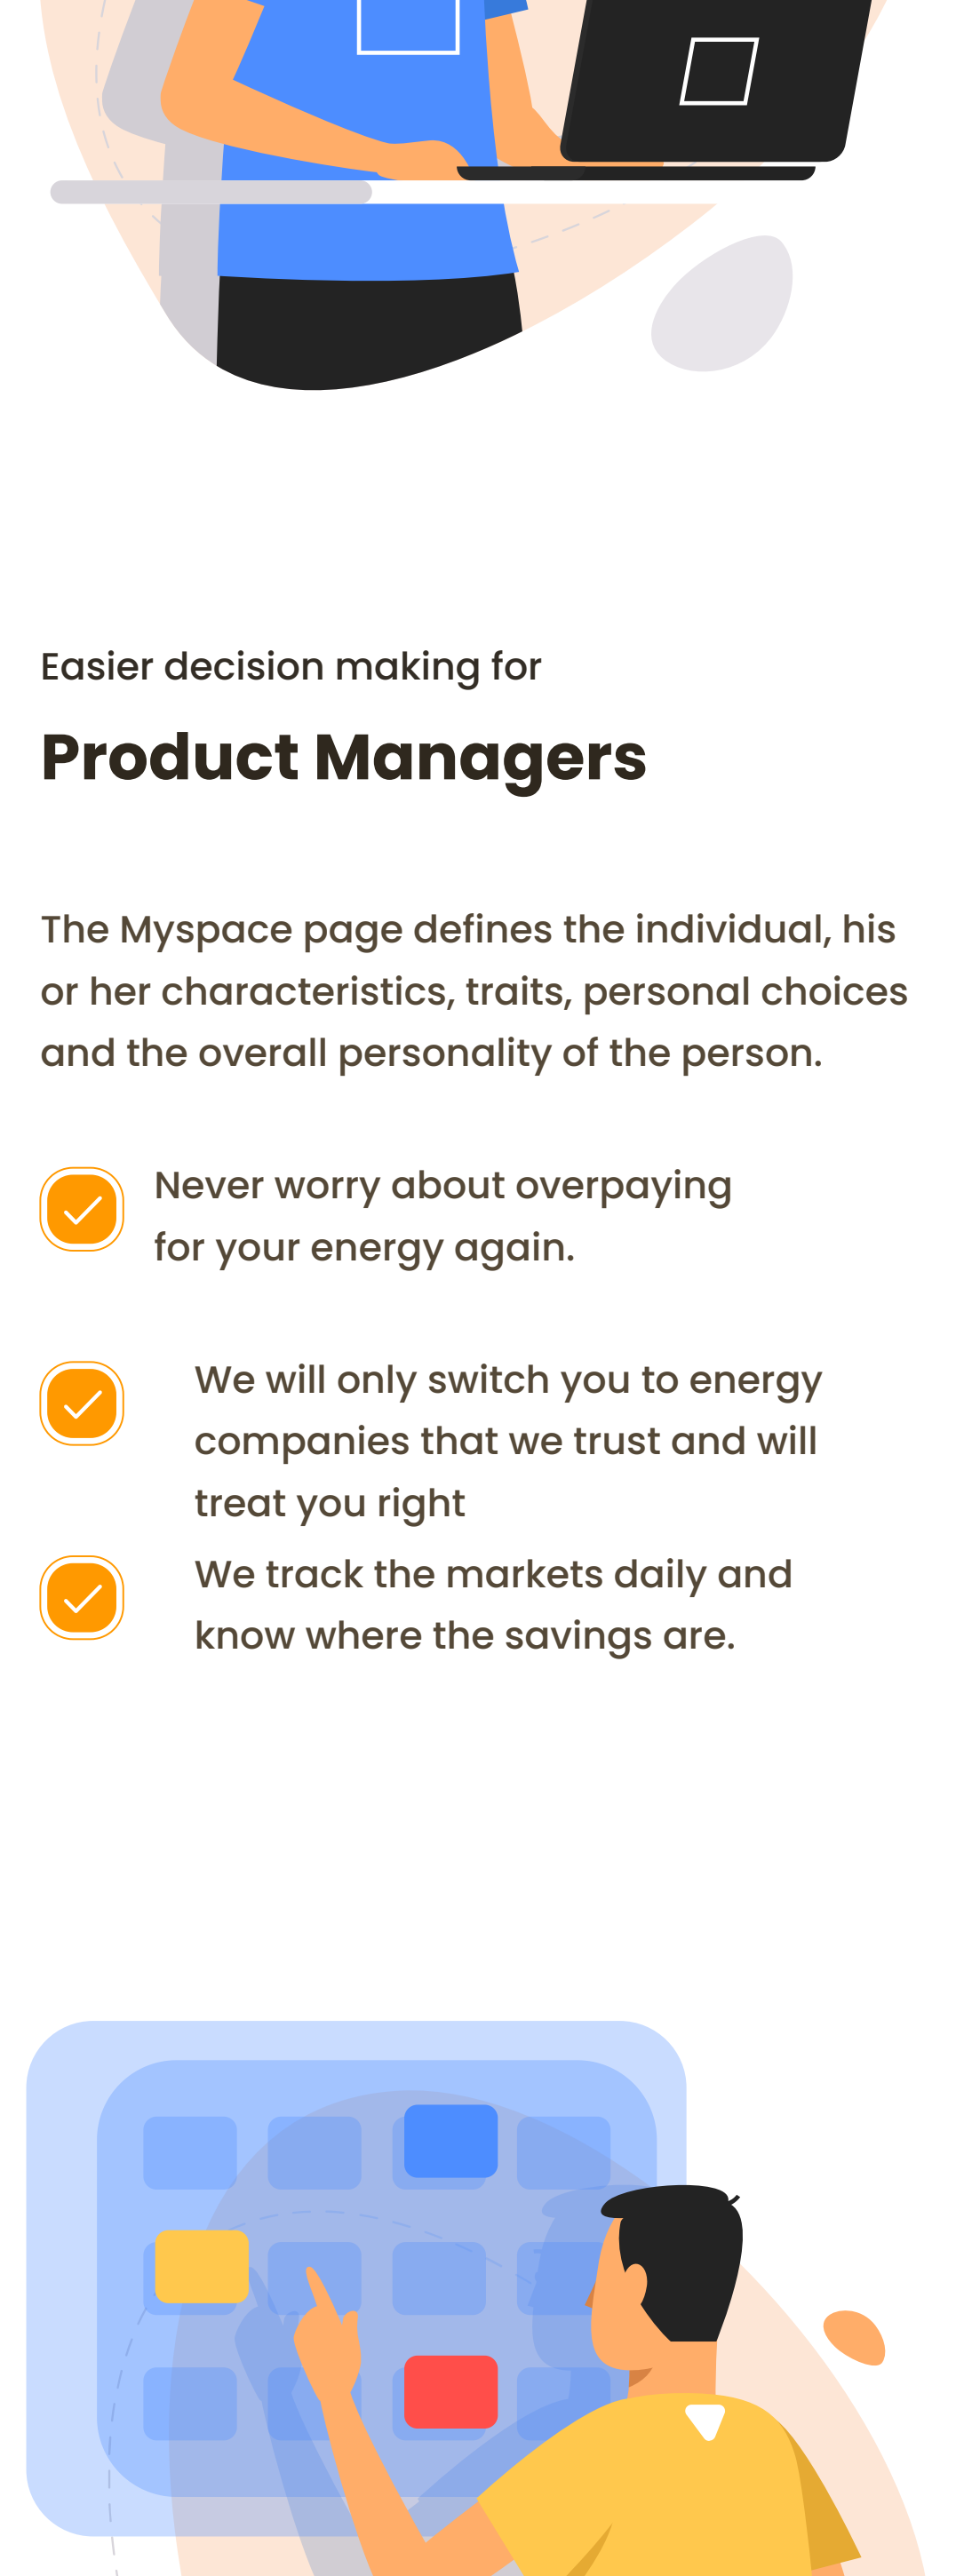 Easier decision making for
Product Managers
The Myspace page defines the individual, his
or her characteristics, traits, personal choices
and the overall personality of the person.
Never worry about overpaying
for your energy again.
We will only switch you to energy
companies that we trust and will
treat you right
We track the markets daily and
know where the savings are.